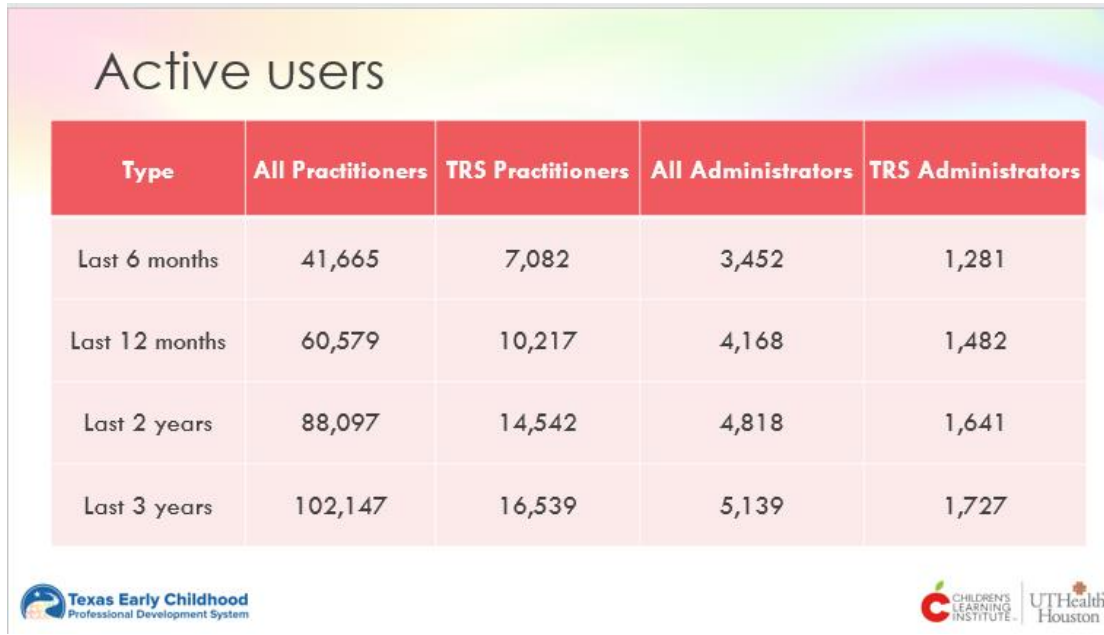 Active users
Type All Practitioners TRS Practitioners All Administrators TRS Administrators
Last 6 months 41,665 7,082 3,452 1,281
Last 12 months 60,579 10,217 4,168 1,482
Last 2 years 88,097 14,542 4,818 1,641
Last 3 years 102,147 16,539 5,139 1,727
Texas Early Childhood
Professional Development System
CHILDREN'S
LEARNING
INSTITUTE
UTHealth
Houston